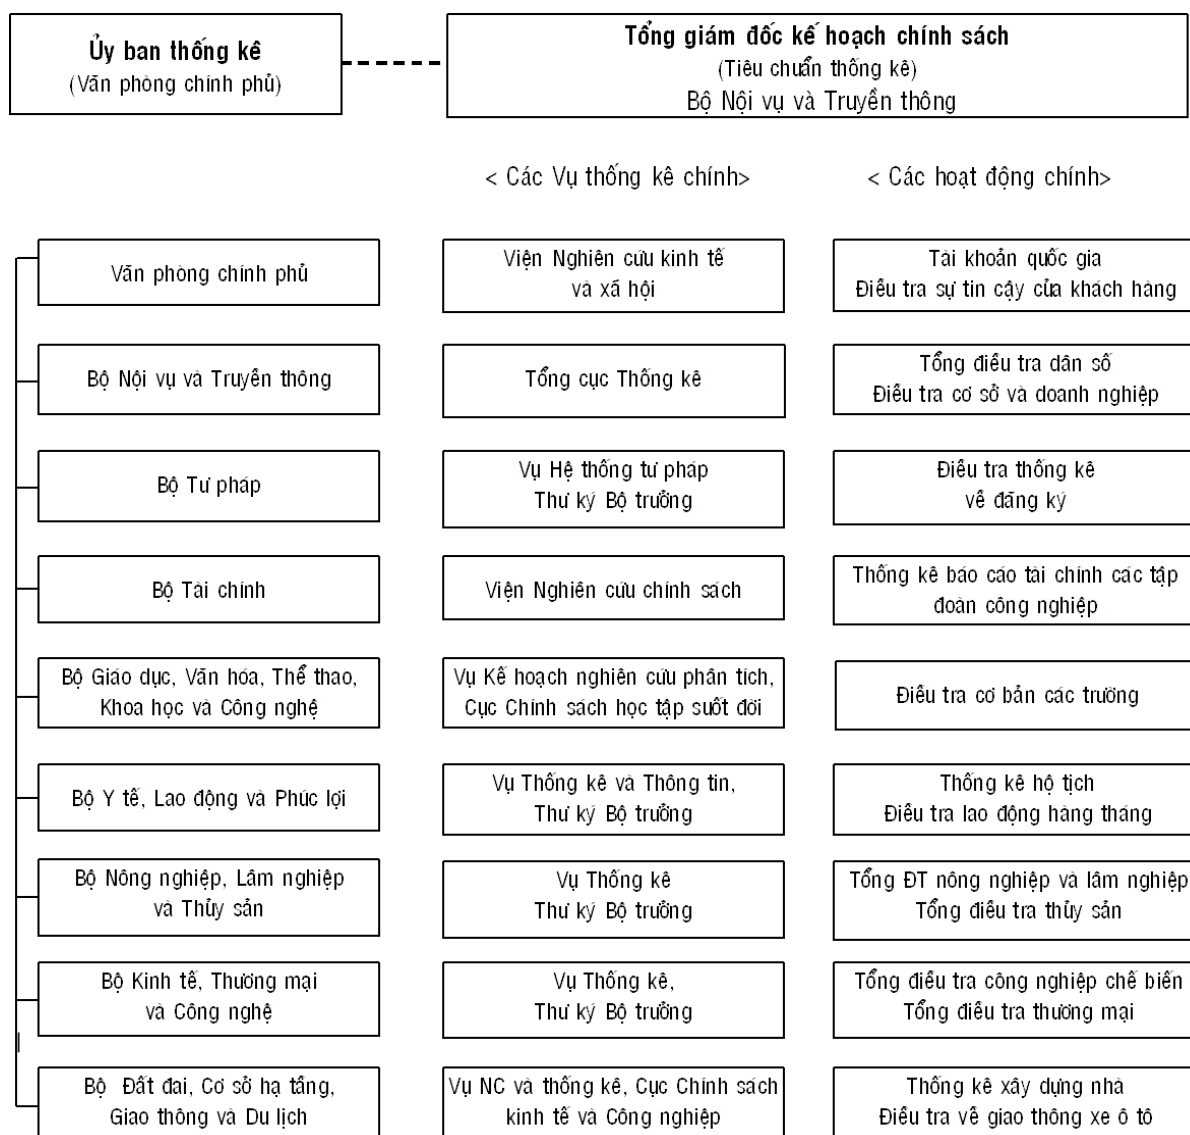 Ủy ban thống kê
(Văn phòng chính phủ)
Tổng giám đốc kế hoạch chính sách
(Tiêu chuẩn thống kê)
Bộ Nội vụ và Truyền thông
< Các Vụ thống kê chính>
< Các hoạt động chính>
Văn phòng chính phủ
Viện Nghiên cứu kinh tế
và xã hội
Tài khoản quốc gia
Điều tra sự tin cậy của khách hàng
Bộ Nội vụ và Truyền thông
Tổng cục Thống kê
Tổng điều tra dân số
Điều tra cơ sở và doanh nghiệp
Bộ Tư pháp
Vụ Hệ thống tư pháp
Thư ký Bộ trưởng
Điều tra thống kê
về đăng ký
Bộ Tài chính
Viện Nghiên cứu chính sách
Thống kê báo cáo tài chính các tập
đoàn công nghiệp
Bộ Giáo dục, Văn hóa, Thể thao,
Khoa học và Công nghệ
Vụ Kế hoạch nghiên cứu phân tích,
Cục Chính sách học tập suốt đời
Điều tra cơ bản các trường
Bộ Y tế, Lao động và Phúc lợi
Vụ Thống kê và Thông tin,
Thư ký Bộ trưởng
Thống kê hộ tịch
Điều tra lao động hàng tháng
Bộ Nông nghiệp, Lâm nghiệp
và Thủy sản
Vụ Thống kê
Thư ký Bộ trưởng
Tổng ĐT nông nghiệp và lâm nghiệp
Tổng điều tra thủy sản
Bộ Kinh tế, Thương mại
và Công nghệ
Vụ Thống kê,
Thư ký Bộ trưởng
Tổng điều tra công nghiệp chế biến
Tổng điều tra thương mại
Bộ Đất đai, Cơ sở hạ tầng,
Giao thông và Du lịch
Vụ NC và thống kê, Cục Chính sách
kinh tế và Công nghiệp
Thống kê xây dựng nhà
Điều tra về giao thông xe ô tô